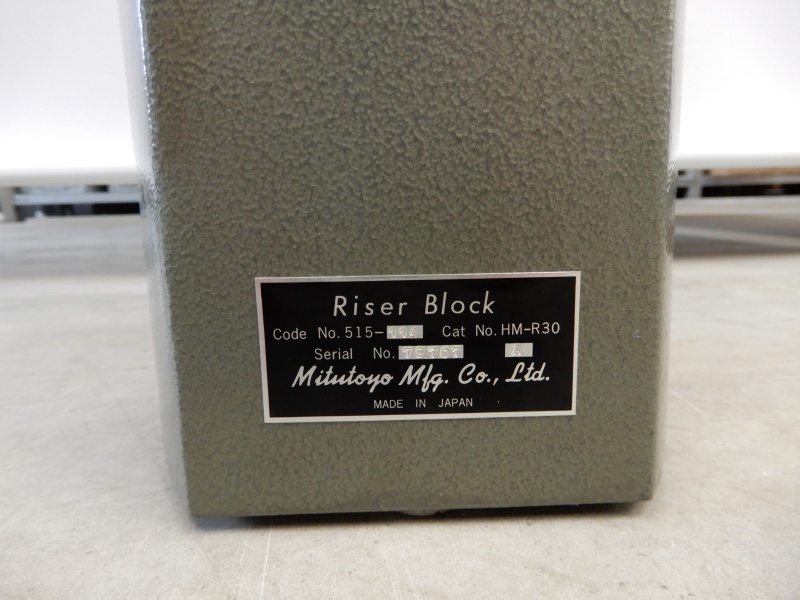 Riser Block
Code No. 515- Cat No. HM-R30
Serial No. A
Mitutoyo Mfg. Co., Ltd.
MADE IN JAPAN